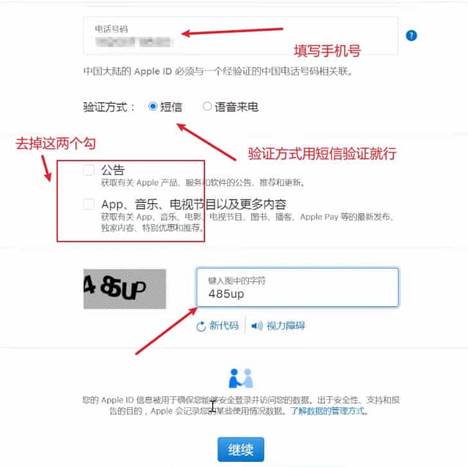 电话号码
填写手机号
中国大陆的 Apple ID 必须与一个经验证的中国电话号码相关联。
验证方式： 短信 语音来电
去掉这两个勾
验证方式用短信验证就行
公告
获取有关 Apple 产品、服务和软件的公告、推荐和更新。
App、音乐、电视节目以及更多内容
获取有关 App、音乐、电影、电视节目、图书、播客、Apple Pay 等的最新发布、
独家内容、特别优惠和推荐。
485UP
键入图中的字符
485up
新代码 视力障碍
您的 Apple ID 信息被用于确保您能够安全登录并访问您的数据。出于安全性、支持和报
告的目的，Apple 会记录您的某些使用情况数据。了解数据的管理方式。
继续